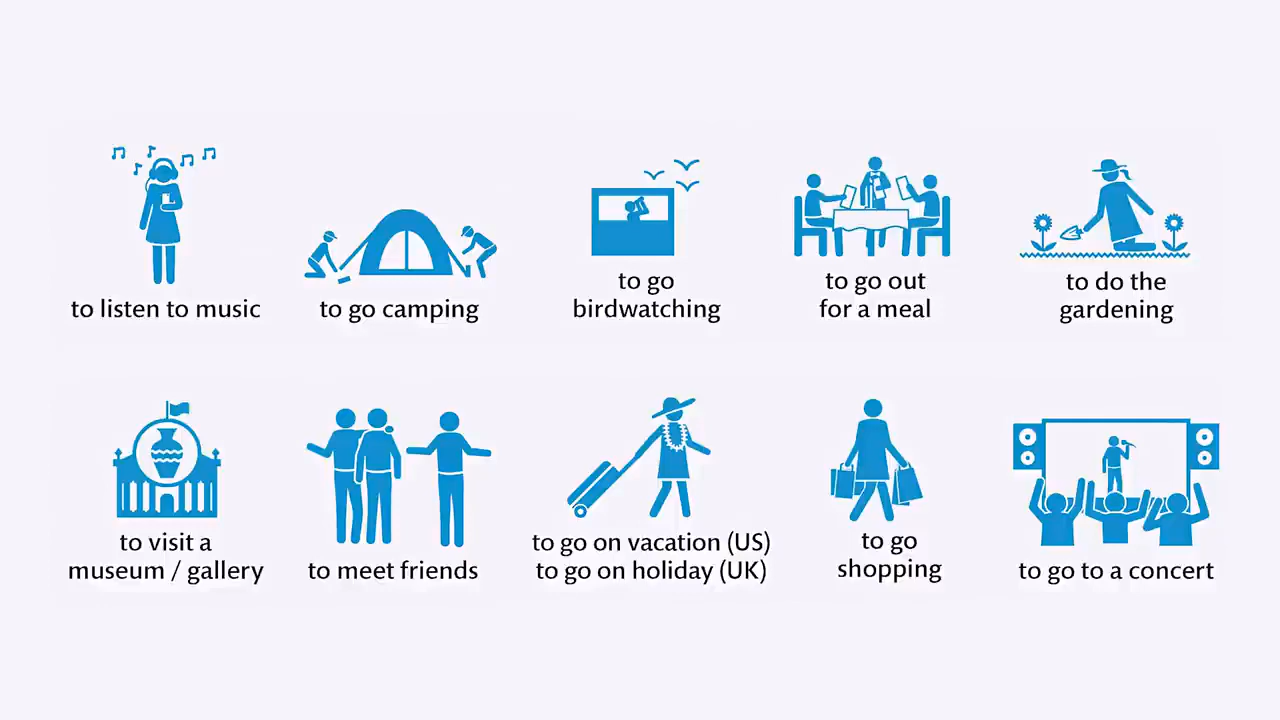 to listen to music
to go camping
to go
birdwatching
to go out
for a meal
to do the
gardening
to visit a
museum / gallery
to meet friends
to go on vacation (US)
to go on holiday (UK)
to go
shopping
to go to a concert